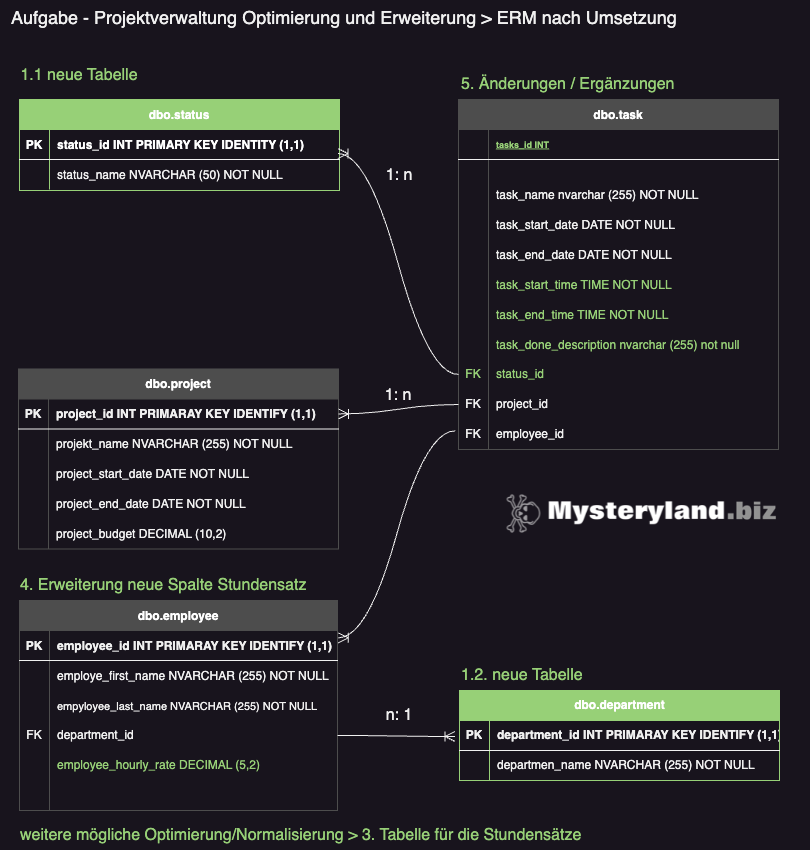 Aufgabe - Projektverwaltung Optimierung und Erweiterung > ERM nach Umsetzung
1.1 neue Tabelle
dbo.status
PK status_id INT PRIMARY KEY IDENTITY (1,1)
status_name NVARCHAR (50) NOT NULL
1: n
5. Änderungen / Ergänzungen
dbo.task
tasks_id INT
task_name nvarchar (255) NOT NULL
task_start_date DATE NOT NULL
task_end_date DATE NOT NULL
task_start_time TIME NOT NULL
task_end_time TIME NOT NULL
task_done_description nvarchar (255) not null
FK status_id
FK project_id
FK employee_id
dbo.project
PK project_id INT PRIMARAY KEY IDENTIFY (1,1)
projekt_name NVARCHAR (255) NOT NULL
project_start_date DATE NOT NULL
project_end_date DATE NOT NULL
project_budget DECIMAL (10,2)
1: n
Mysteryland.biz
4. Erweiterung neue Spalte Stundensatz
dbo.employee
PK employee_id INT PRIMARAY KEY IDENTIFY (1,1)
employe_first_name NVARCHAR (255) NOT NULL
empyloyee_last_name NVARCHAR (255) NOT NULL
FK department_id
employee_hourly_rate DECIMAL (5,2)
n: 1
1.2. neue Tabelle
dbo.department
PK department_id INT PRIMARAY KEY IDENTIFY (1,1)
departmen_name NVARCHAR (255) NOT NULL
weitere mögliche Optimierung/Normalisierung > 3. Tabelle für die Stundensätze